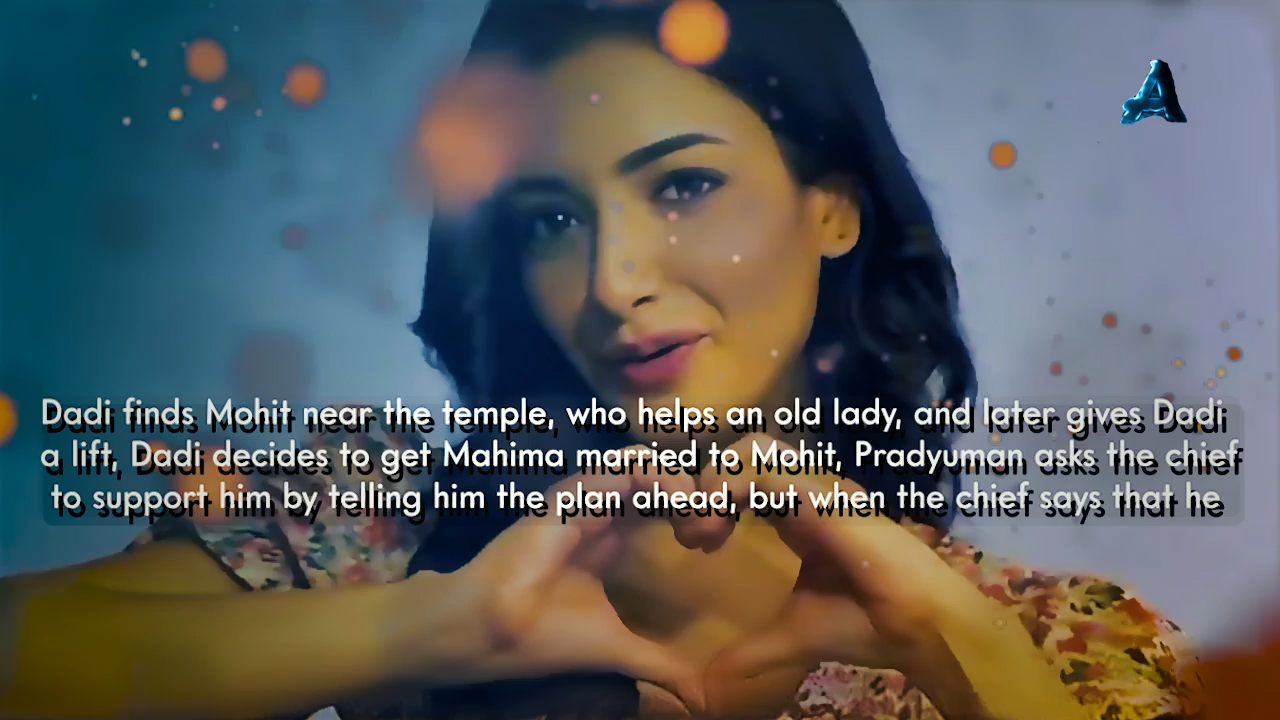 A
Dadi finds Mohit near the temple, who helps an old lady, and later gives Dadi
a lift, Dadi decides to get Mahima married to Mohit, Pradyuman asks the chief
to support him by telling him the plan ahead, but when the chief says that he